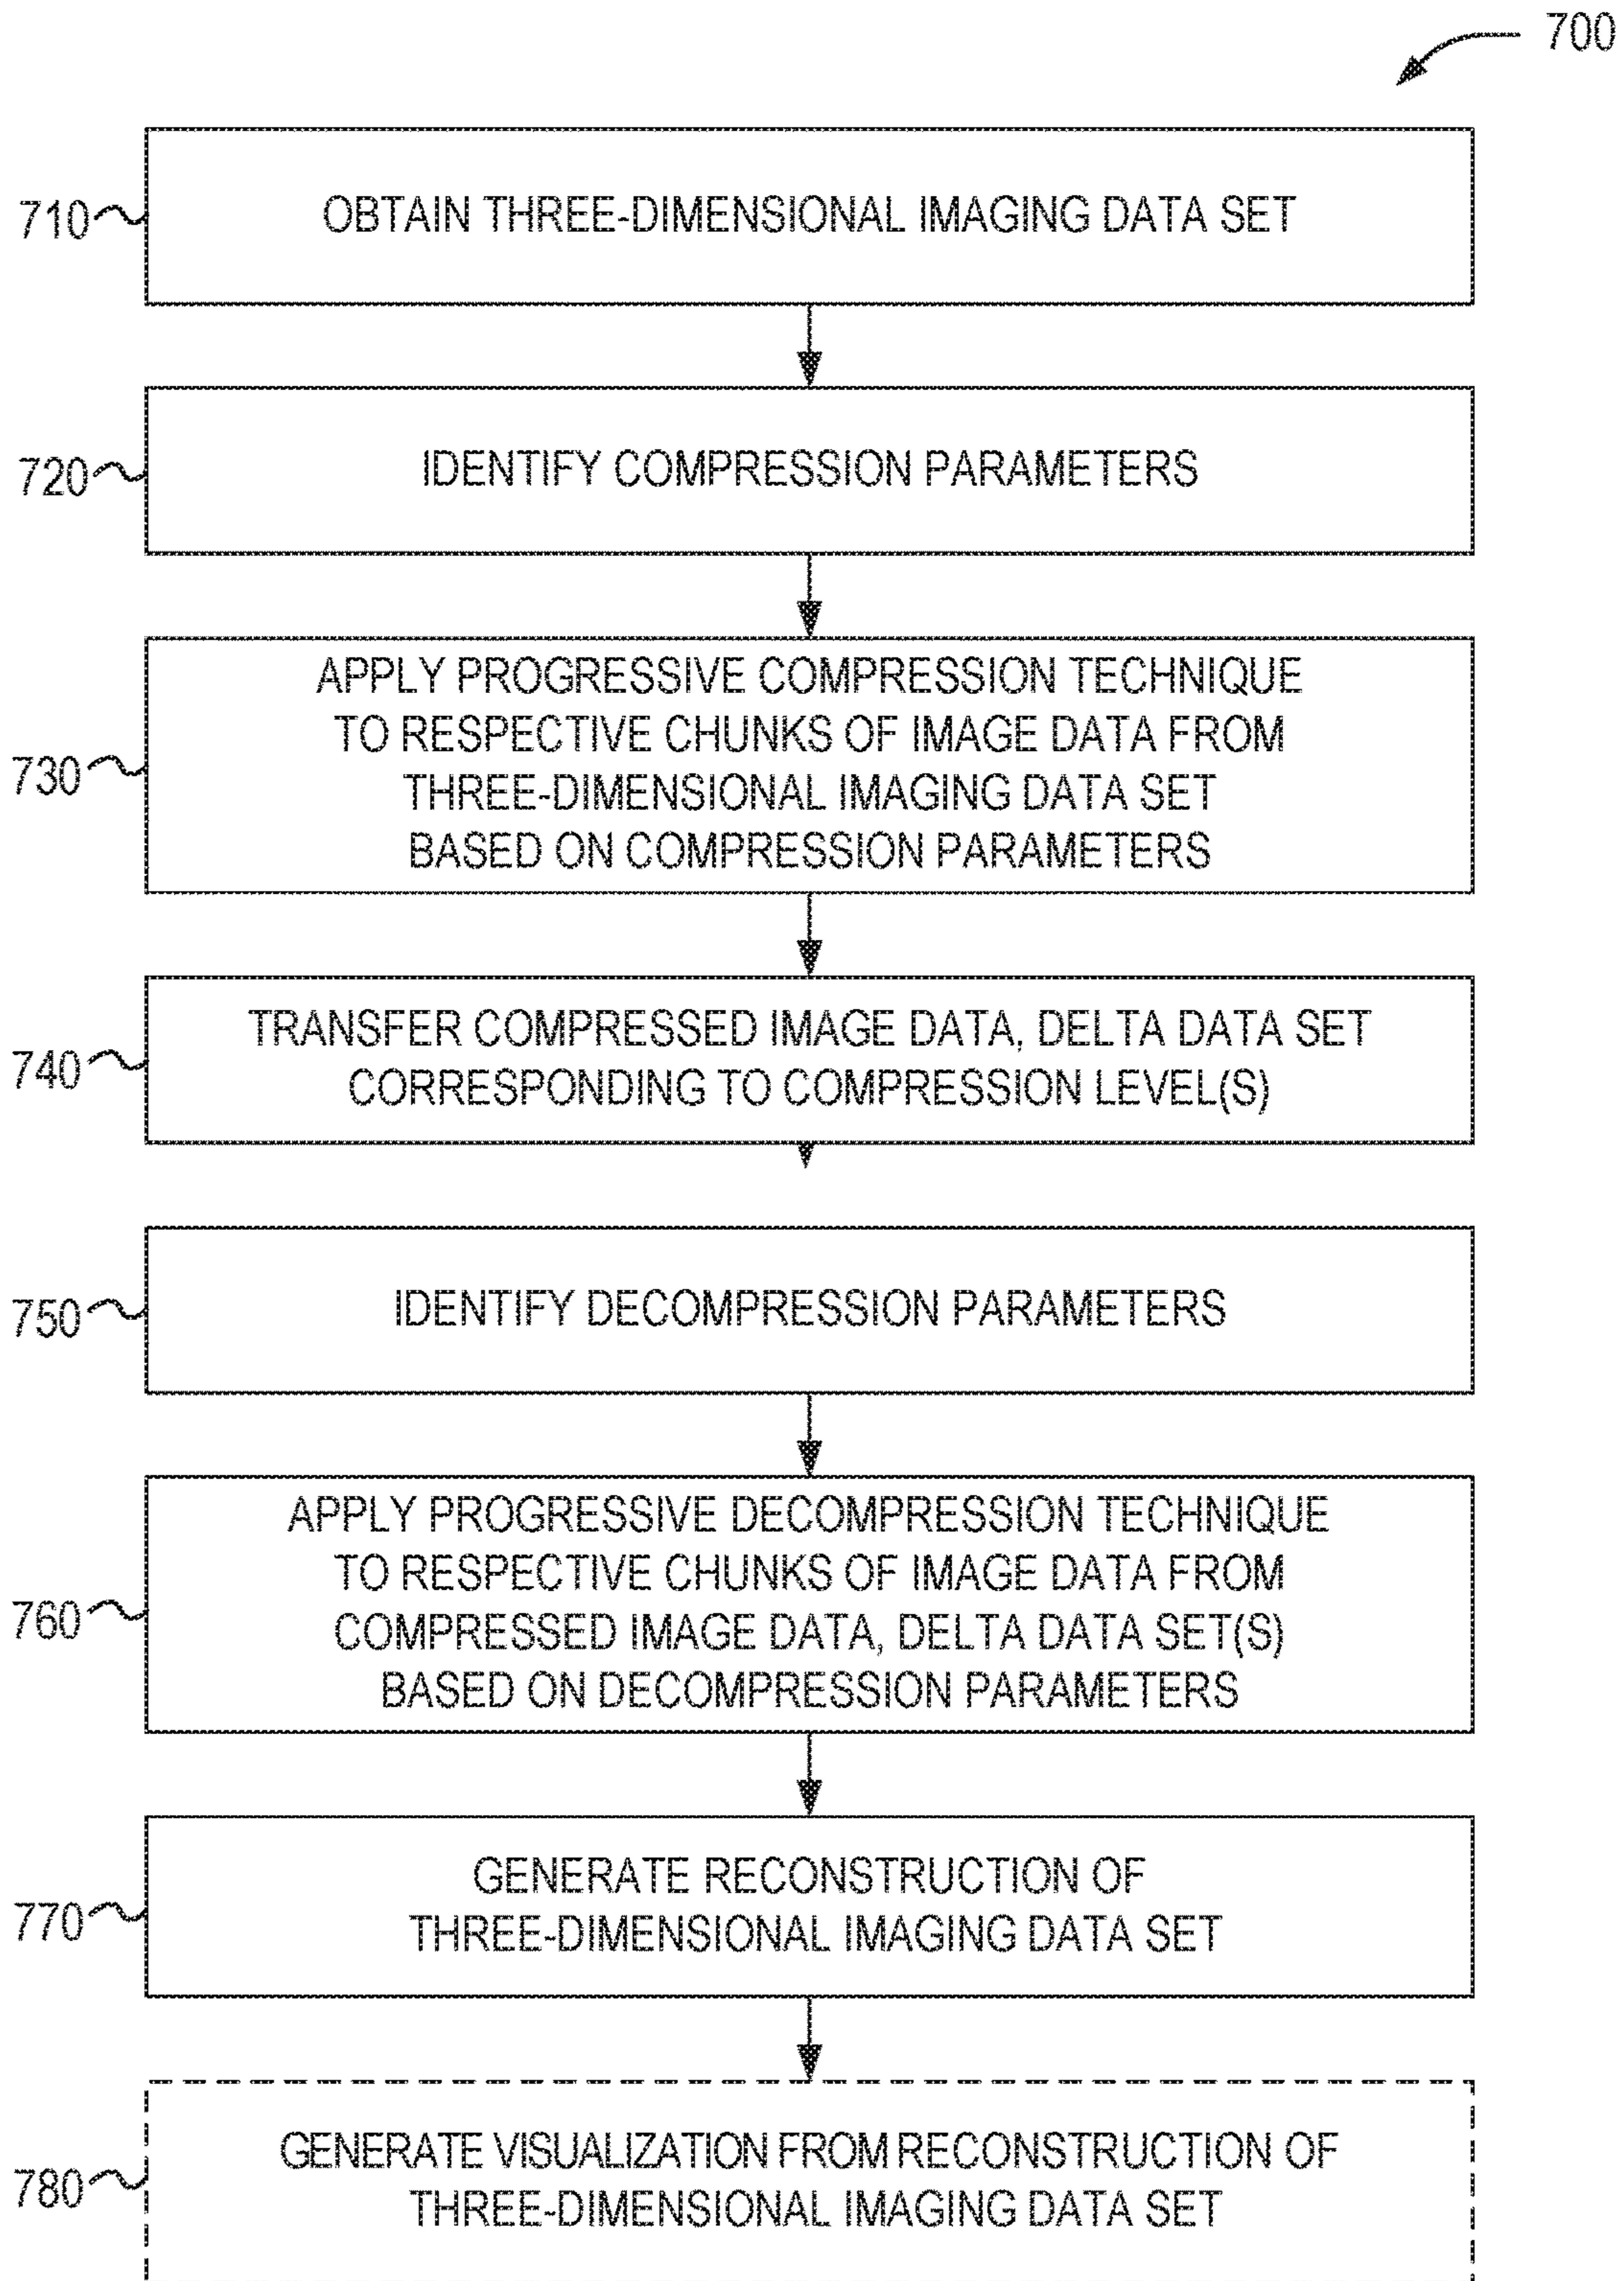 700
710
OBTAIN THREE-DIMENSIONAL IMAGING DATA SET
720
IDENTIFY COMPRESSION PARAMETERS
730
APPLY PROGRESSIVE COMPRESSION TECHNIQUE
TO RESPECTIVE CHUNKS OF IMAGE DATA FROM
THREE-DIMENSIONAL IMAGING DATA SET
BASED ON COMPRESSION PARAMETERS
740
TRANSFER COMPRESSED IMAGE DATA, DELTA DATA SET
CORRESPONDING TO COMPRESSION LEVEL(S)
750
IDENTIFY DECOMPRESSION PARAMETERS
760
APPLY PROGRESSIVE DECOMPRESSION TECHNIQUE
TO RESPECTIVE CHUNKS OF IMAGE DATA FROM
COMPRESSED IMAGE DATA, DELTA DATA SET(S)
BASED ON DECOMPRESSION PARAMETERS
770
GENERATE RECONSTRUCTION OF
THREE-DIMENSIONAL IMAGING DATA SET
780
GENERATE VISUALIZATION FROM RECONSTRUCTION OF
THREE-DIMENSIONAL IMAGING DATA SET